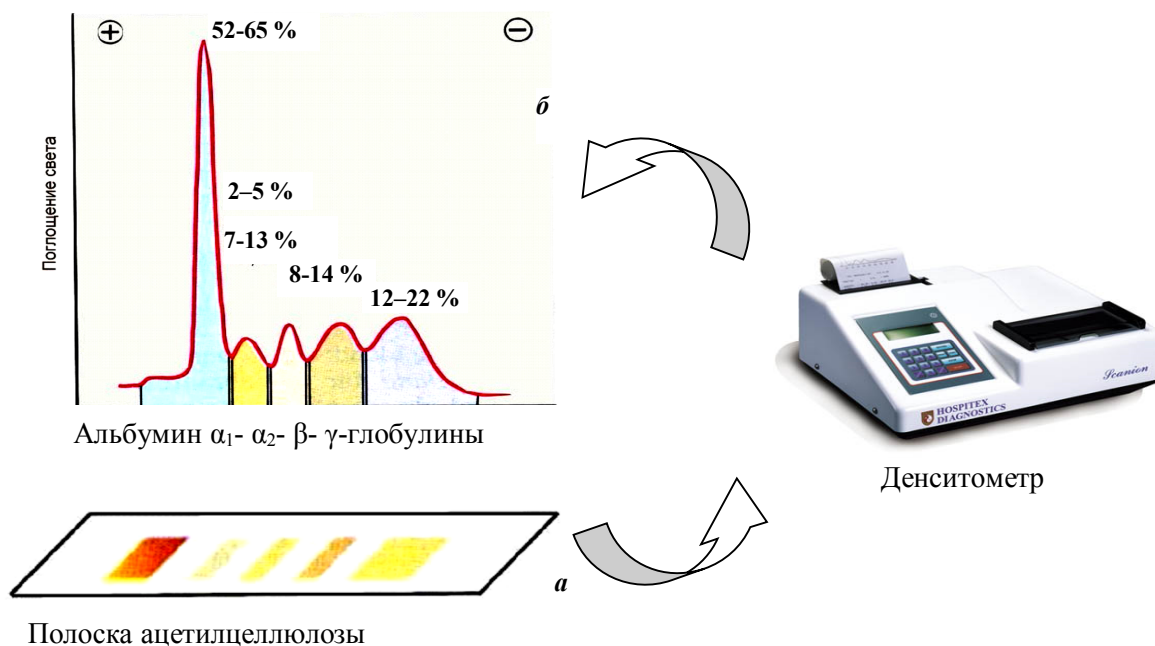 ⊕
⊖
52-65 %
б
Поглощение света
2–5 %
7-13 %
8-14 %
12–22 %
Альбумин α₁- α₂- β- γ-глобулины
Scanion
HOSPITEX
DIAGNOSTICS
Денситометр
а
Полоска ацетилцеллюлозы